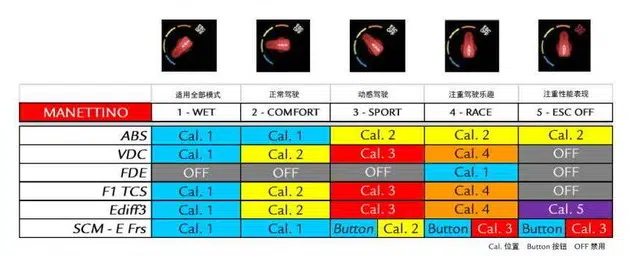 适用全部模式 正常驾驶 动感驾驶 注重驾驶乐趣 注重性能表现
MANETTINO 1 - WET 2 - COMFORT 3 - SPORT 4 - RACE 5 - ESC OFF
ABS Cal. 1 Cal. 1 Cal. 2 Cal. 2 Cal. 2
VDC Cal. 1 Cal. 2 Cal. 3 Cal. 4 OFF
FDE OFF OFF OFF Cal. 1 OFF
F1 TCS Cal. 1 Cal. 2 Cal. 3 Cal. 4 OFF
Ediff3 Cal. 1 Cal. 2 Cal. 3 Cal. 4 Cal. 5
SCM - E Frs Cal. 1 Cal. 1 Button Cal. 2 Button Cal. 3 Button Cal. 3
Cal. 位置 Button 按钮 OFF 禁用